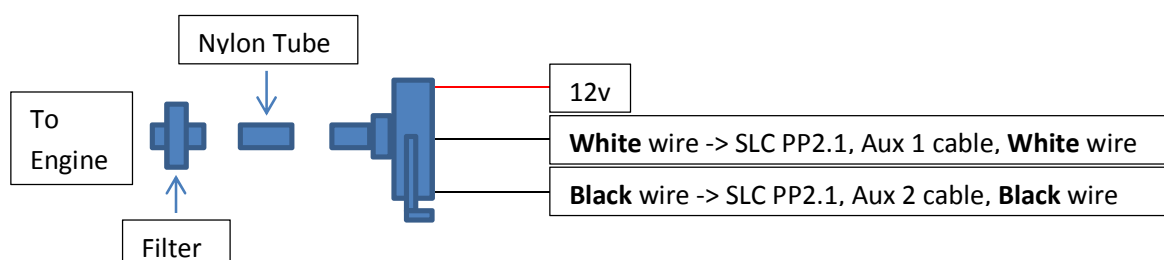 Nylon Tube
12v
To
Engine
White wire -> SLC PP2.1, Aux 1 cable, White wire
Black wire -> SLC PP2.1, Aux 2 cable, Black wire
Filter